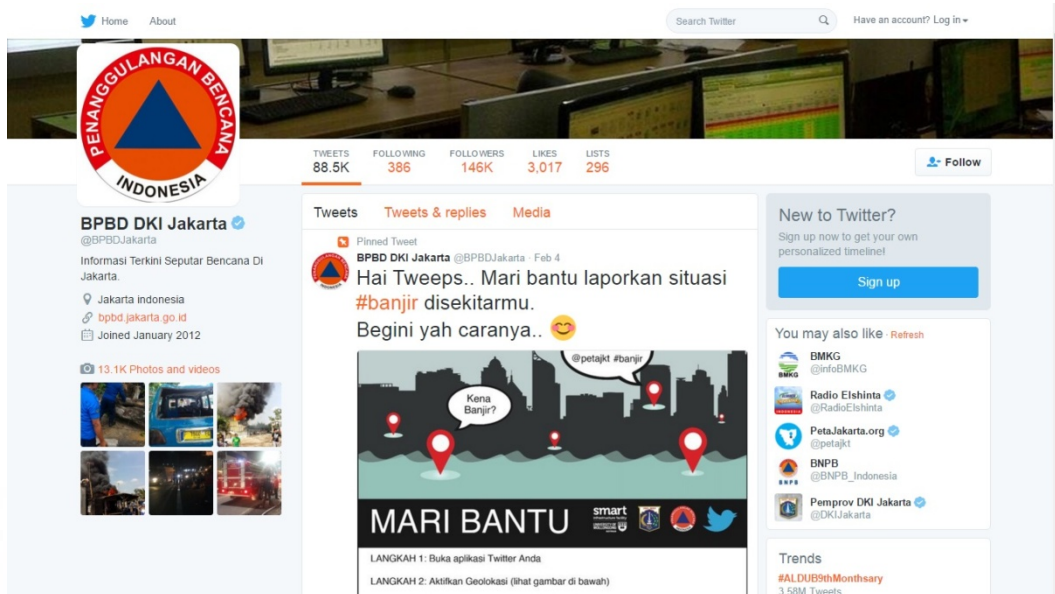 Home About
Search Twitter
Have an account? Log in
PENANGGULANGAN BENCANA
INDONESIA
TWEETS FOLLOWING FOLLOWERS LIKES LISTS
88.5K 386 146K 3,017 296
Follow
BPBD DKI Jakarta
@BPBDJakarta
Informasi Terkini Seputar Bencana Di
Jakarta.
Jakarta indonesia
bpbd.jakarta.go.id
Joined January 2012
13.1K Photos and videos
Tweets Tweets & replies Media
Pinned Tweet
BPBD DKI Jakarta @BPBDJakarta · Feb 4
Hai Tweeps.. Mari bantu laporkan situasi
#banjir disekitarmu.
Begini yah caranya..
@petajkt #banjir
Kena
Banjir?
MARI BANTU
smart
LANGKAH 1: Buka aplikasi Twitter Anda
LANGKAH 2: Aktifkan Geolokasi (lihat gambar di bawah)
New to Twitter?
Sign up now to get your own
personalized timeline!
Sign up
You may also like · Refresh
BMKG
BMKG
@infoBMKG
Radio Elshinta
@RadioElshinta
PetaJakarta.org
@petajkt
BNPB
BNPB
@BNPB_Indonesia
Pemprov DKI Jakarta
@DKIJakarta
Trends
#ALDUB9thMonthsary
3.58M Tweets